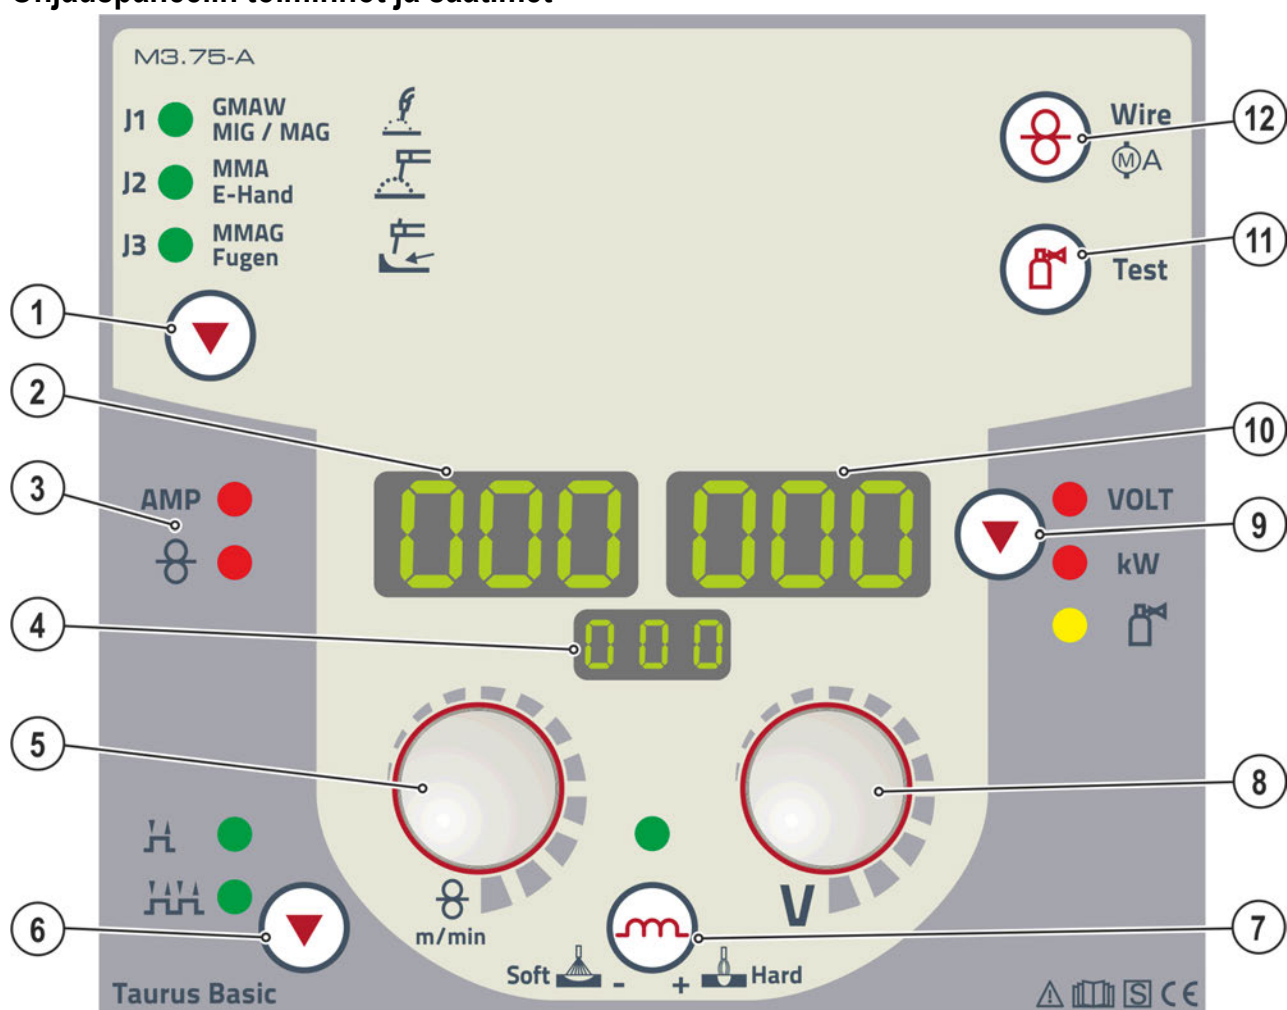 Ohjauspaneelin toiminnot ja säätimet
M3.75-A
J1 GMAW
MIG / MAG
J2 MMA
E-Hand
J3 MMAG
Fugen
Wire
M A
Test
12
11
1
2
10
3
AMP
000
000
VOLT
9
kW
4
000
5
8
m/min
V
6
7
Soft - + Hard
Taurus Basic
S CE